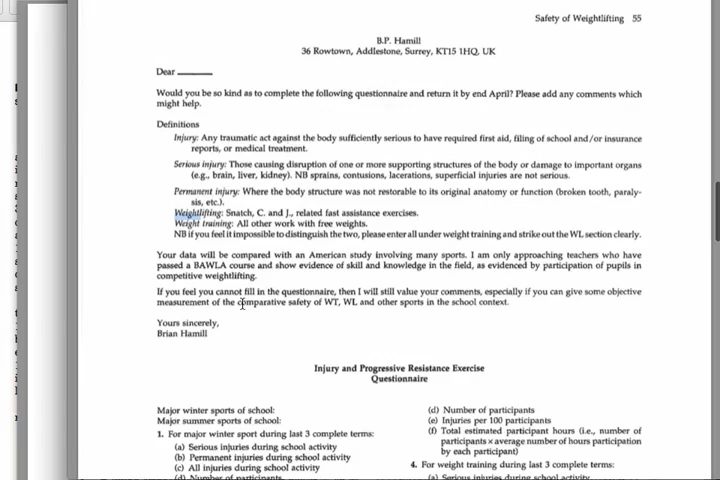 Safety of Weightlifting 55
B.P. Hamill
36 Rowtown, Addlestone, Surrey, KT15 1HQ, UK
Dear
Would you be so kind as to complete the following questionnaire and return it by end April? Please add any comments which
might help.
Definitions
Injury: Any traumatic act against the body sufficiently serious to have required first aid, filing of school and/or insurance
reports, or medical treatment.
Serious injury: Those causing disruption of one or more supporting structures of the body or damage to important organs
(e.g., brain, liver, kidney). NB sprains, contusions, lacerations, superficial injuries are not serious.
Permanent injury: Where the body structure was not restorable to its original anatomy or function (broken tooth, paraly-
sis, etc.).
Weightlifting: Snatch, C. and J., related fast assistance exercises.
Weight training: All other work with free weights.
NB if you feel it impossible to distinguish the two, please enter all under weight training and strike out the WL section clearly.
Your data will be compared with an American study involving many sports. I am only approaching teachers who have
passed a BAWLA course and show evidence of skill and knowledge in the field, as evidenced by participation of pupils in
competitive weightlifting.
If you feel you cannot fill in the questionnaire, then I will still value your comments, especially if you can give some objective
measurement of the comparative safety of WT, WL and other sports in the school context.
Yours sincerely,
Brian Hamill
Injury and Progressive Resistance Exercise
Questionnaire
Major winter sports of school:
Major summer sports of school:
1. For major winter sport during last 3 complete terms:
(a) Serious injuries during school activity
(b) Permanent injuries during school activity
(c) All injuries during school activity
(d) Number of participants
(d) Number of participants
(e) Injuries per 100 participants
(f) Total estimated participant hours (i.e., number of
participants × average number of hours participation
by each participant)
4. For weight training during last 3 complete terms:
(a) Serious injuries during school activity